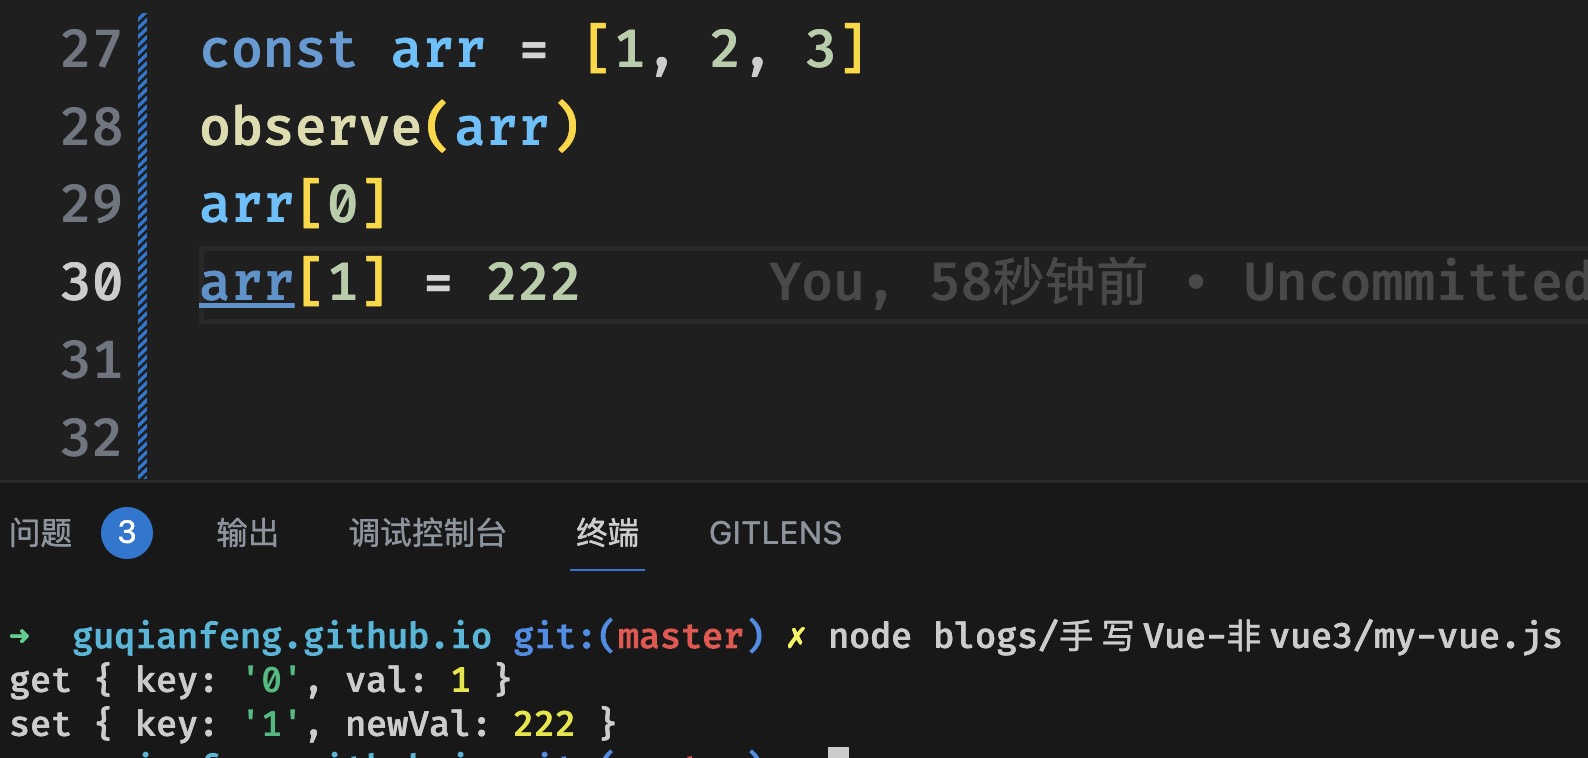 27 const arr = [1, 2, 3]
28 observe(arr)
29 arr[0]
30 arr[1] = 222 You, 58秒钟前 • Uncommitted
31
32
问题 3 输出 调试控制台 终端 GITLENS
➜ guqianfeng.github.io git:(master) ✗ node blogs/手写Vue-非vue3/my-vue.js
get { key: '0', val: 1 }
set { key: '1', newVal: 222 }